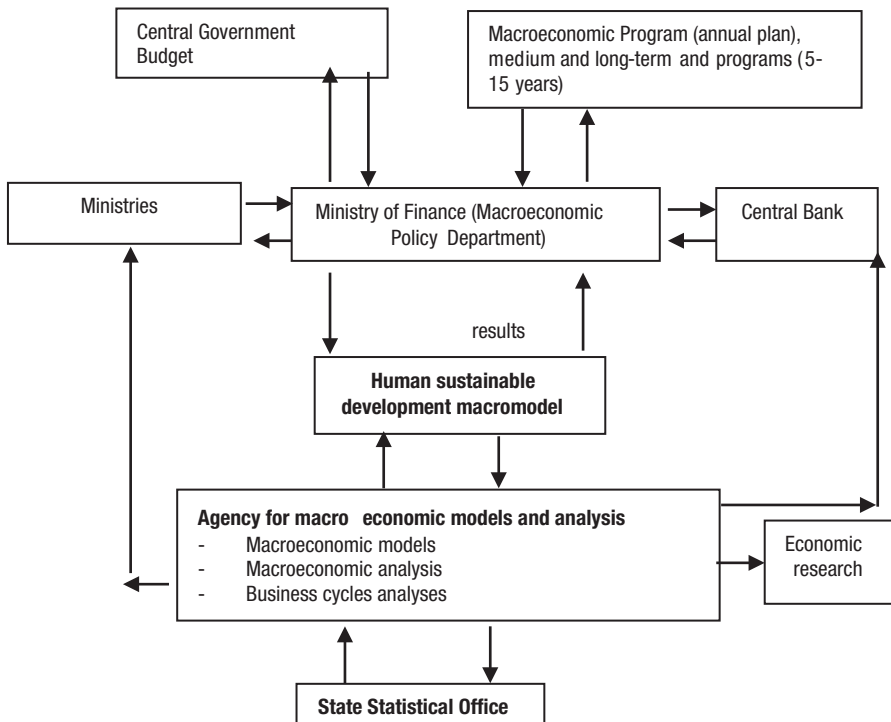 Central Government
Budget
Macroeconomic Program (annual plan),
medium and long-term and programs (5-
15 years)
Ministries
Ministry of Finance (Macroeconomic
Policy Department)
Central Bank
results
Human sustainable
development macromodel
Agency for macro economic models and analysis
- Macroeconomic models
- Macroeconomic analysis
- Business cycles analyses
Economic
research
State Statistical Office